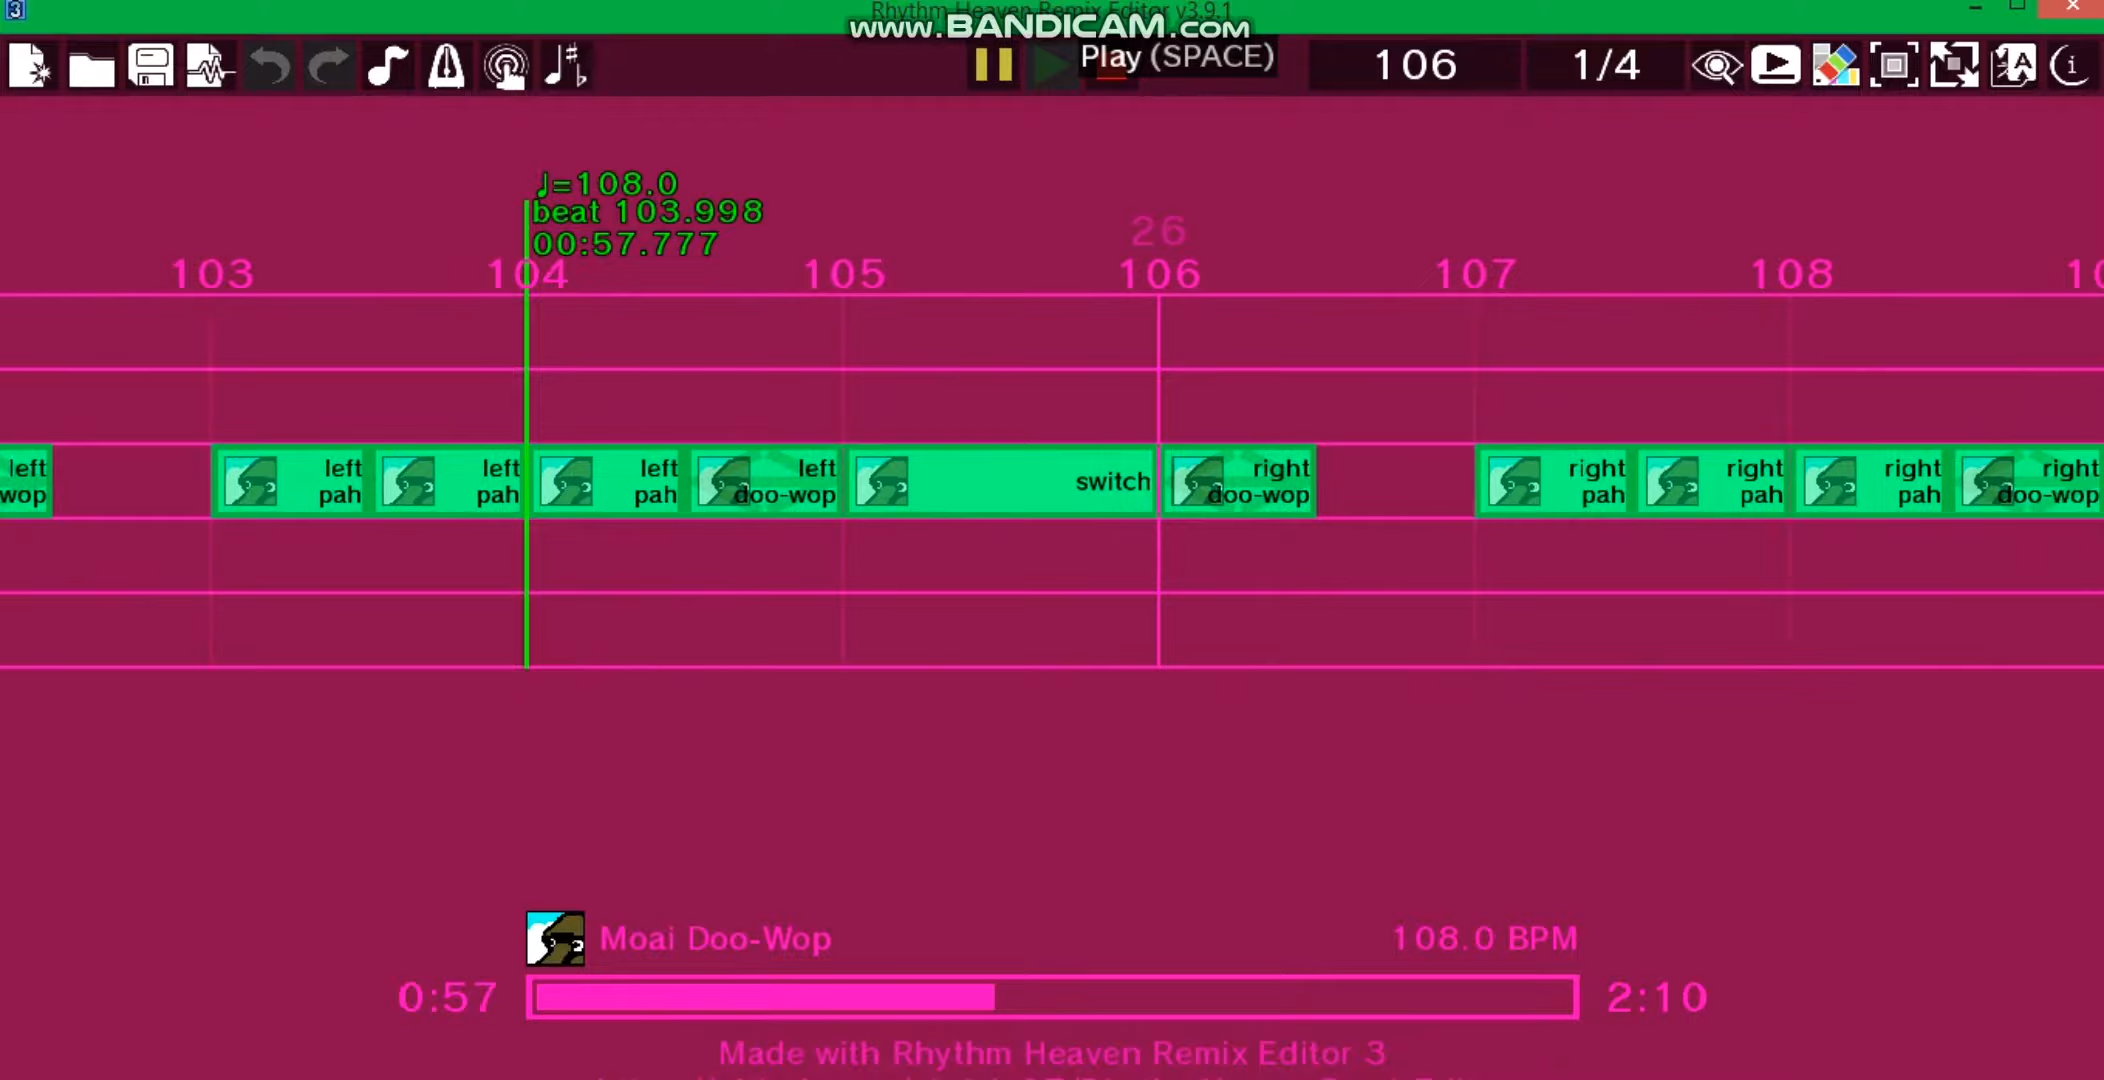 Rhythm Heaven Remix Editor v3.9.1
www.BANDICAM.com
Play (SPACE)
106
1/4
♩=108.0
beat 103.998
00:57.777
26
103
104
105
106
107
108
10
left
wop
left
pah
left
pah
left
pah
left
doo-wop
switch
right
doo-wop
right
pah
right
pah
right
pah
right
doo-wop
Moai Doo-Wop
108.0 BPM
0:57
2:10
Made with Rhythm Heaven Remix Editor 3